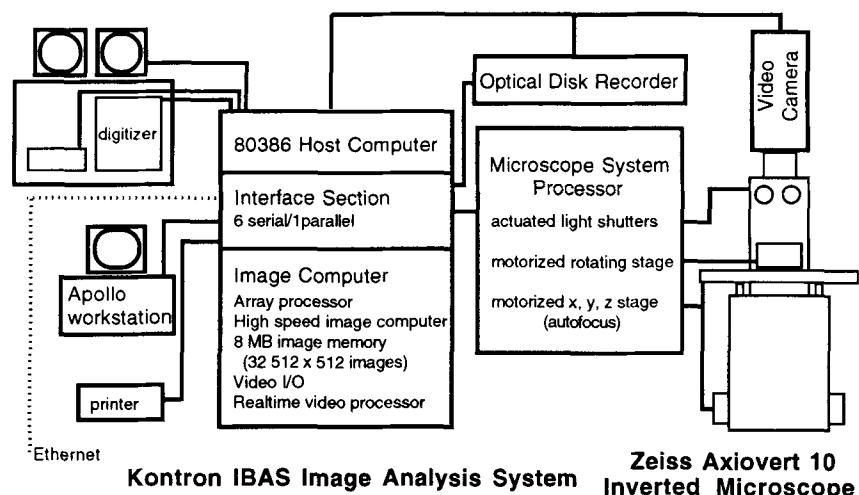 Optical Disk Recorder
Video
Camera
digitizer
80386 Host Computer
Interface Section
6 serial/1parallel
Microscope System
Processor
actuated light shutters
motorized rotating stage
motorized x, y, z stage
(autofocus)
Apollo
workstation
Image Computer
Array processor
High speed image computer
8 MB image memory
(32 512 x 512 images)
Video I/O
Realtime video processor
printer
Ethernet
Kontron IBAS Image Analysis System
Zeiss Axiovert 10
Inverted Microscope